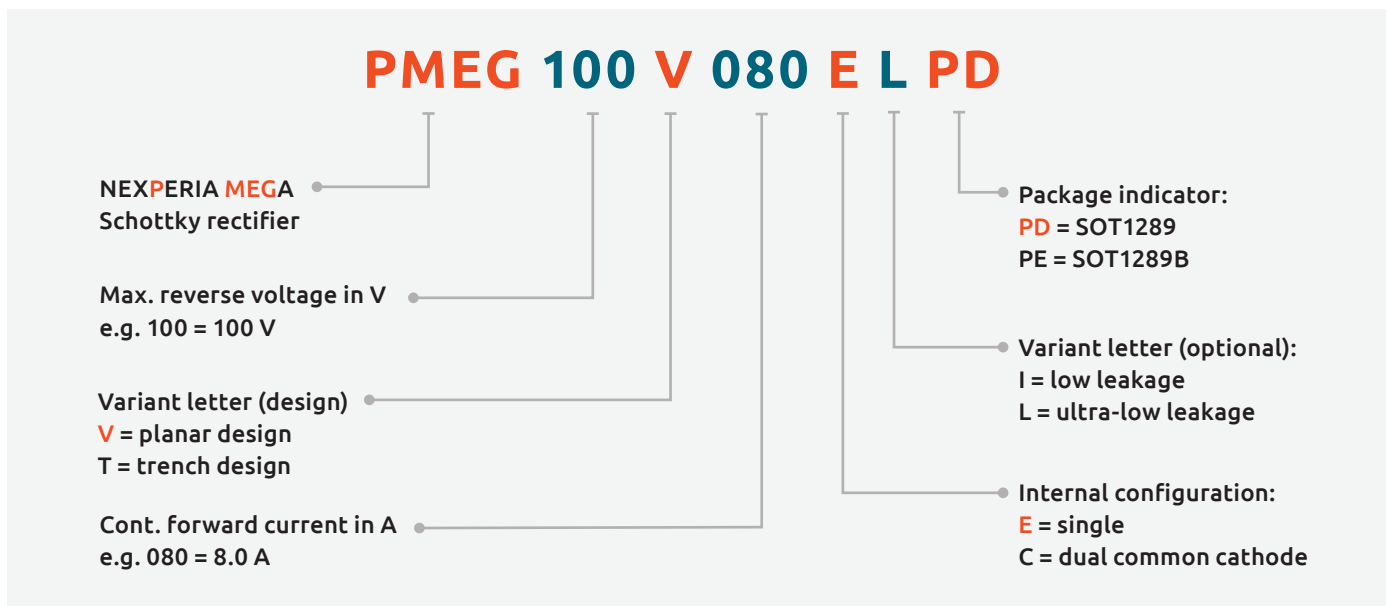 PMEG 100 V 080 E L PD
NEXPERIA MEGA
Schottky rectifier
Max. reverse voltage in V
e.g. 100 = 100 V
Variant letter (design)
V = planar design
T = trench design
Cont. forward current in A
e.g. 080 = 8.0 A
Package indicator:
PD = SOT1289
PE = SOT1289B
Variant letter (optional):
I = low leakage
L = ultra-low leakage
Internal configuration:
E = single
C = dual common cathode